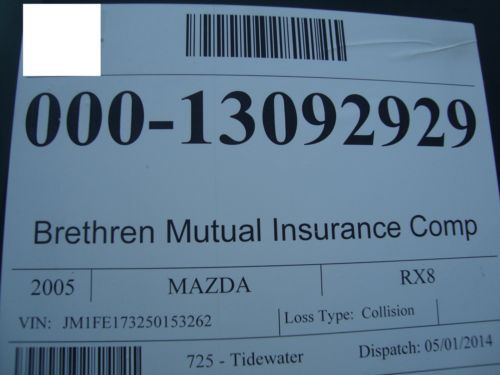 000-13092929
Brethren Mutual Insurance Comp
2005 MAZDA RX8
VIN: JM1FE173250153262 Loss Type: Collision
725 - Tidewater Dispatch: 05/01/2014